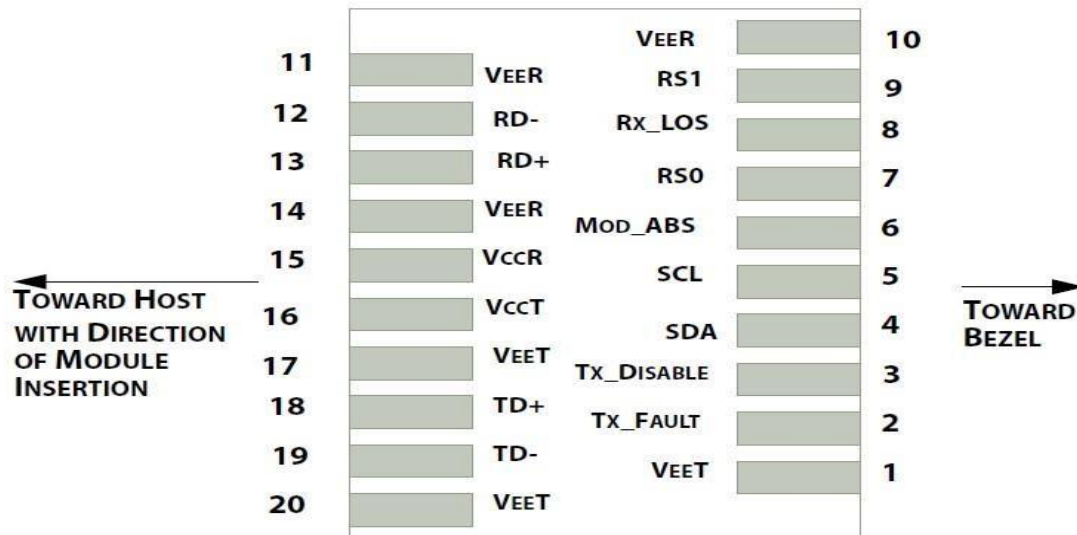 11 VEER
12 RD-
13 RD+
14 VEER
15 VCCR
16 VCCT
17 VEET
18 TD+
19 TD-
20 VEET
TOWARD HOST
WITH DIRECTION
OF MODULE
INSERTION
VEER 10
RS1 9
RX_LOS 8
RS0 7
MOD_ABS 6
SCL 5
SDA 4
TX_DISABLE 3
TX_FAULT 2
VEET 1
TOWARD
BEZEL